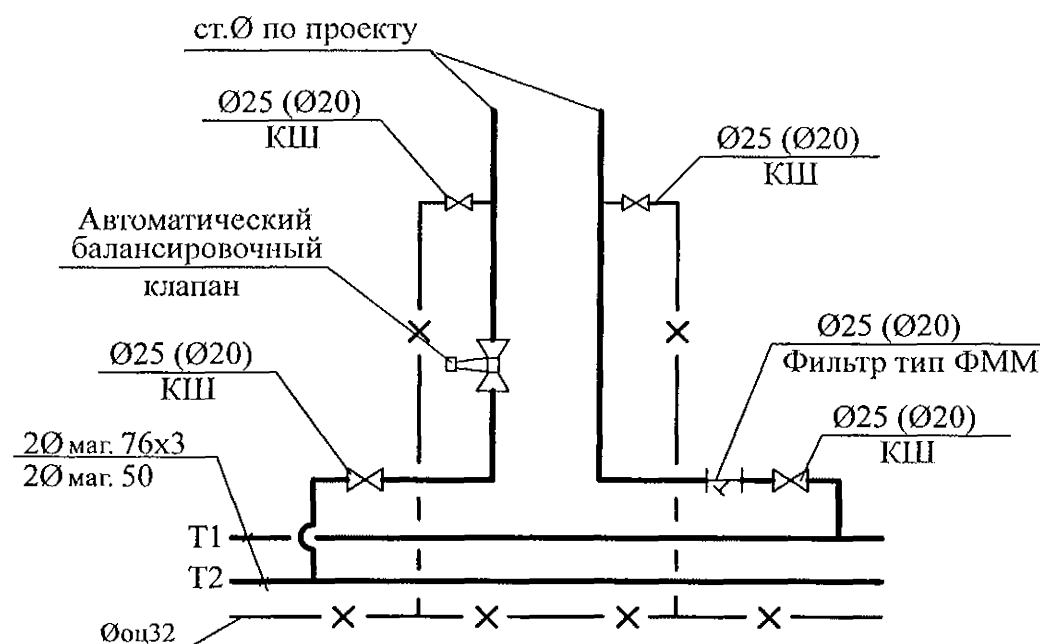 ст.Ø по проекту
Ø25 (Ø20)
КШ
Ø25 (Ø20)
КШ
Автоматический
балансировочный
клапан
Ø25 (Ø20)
Фильтр тип ФММ
Ø25 (Ø20)
КШ
Ø25 (Ø20)
КШ
2Ø маг. 76х3
2Ø маг. 50
Т1
Т2
Øоц32